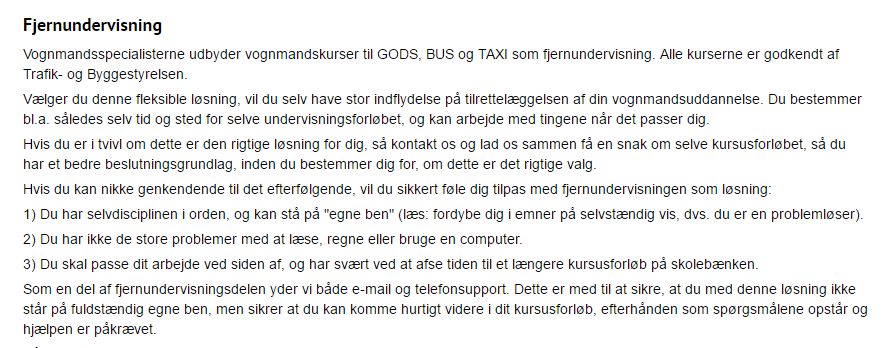 Fjernundervisning
Vognmandsspecialisterne udbyder vognmandskurser til GODS, BUS og TAXI som fjernundervisning. Alle kurserne er godkendt af
Trafik- og Byggestyrelsen.
Vælger du denne fleksible løsning, vil du selv have stor indflydelse på tilrettelæggelsen af din vognmandsuddannelse. Du bestemmer
bl.a. således selv tid og sted for selve undervisningsforløbet, og kan arbejde med tingene når det passer dig.
Hvis du er i tvivl om dette er den rigtige løsning for dig, så kontakt os og lad os sammen få en snak om selve kursusforløbet, så du
har et bedre beslutningsgrundlag, inden du bestemmer dig for, om dette er det rigtige valg.
Hvis du kan nikke genkendende til det efterfølgende, vil du sikkert føle dig tilpas med fjernundervisningen som løsning:
1) Du har selvdisciplinen i orden, og kan stå på "egne ben" (læs: fordybe dig i emner på selvstændig vis, dvs. du er en problemløser).
2) Du har ikke de store problemer med at læse, regne eller bruge en computer.
3) Du skal passe dit arbejde ved siden af, og har svært ved at afse tiden til et længere kursusforløb på skolebænken.
Som en del af fjernundervisningsdelen yder vi både e-mail og telefonsupport. Dette er med til at sikre, at du med denne løsning ikke
står på fuldstændig egne ben, men sikrer at du kan komme hurtigt videre i dit kursusforløb, efterhånden som spørgsmålene opstår og
hjælpen er påkrævet.